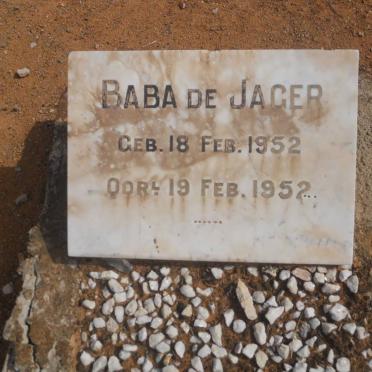 BABA DE JAGER
GEB. 18 FEB. 1952
OORL 19 FEB. 1952...
......